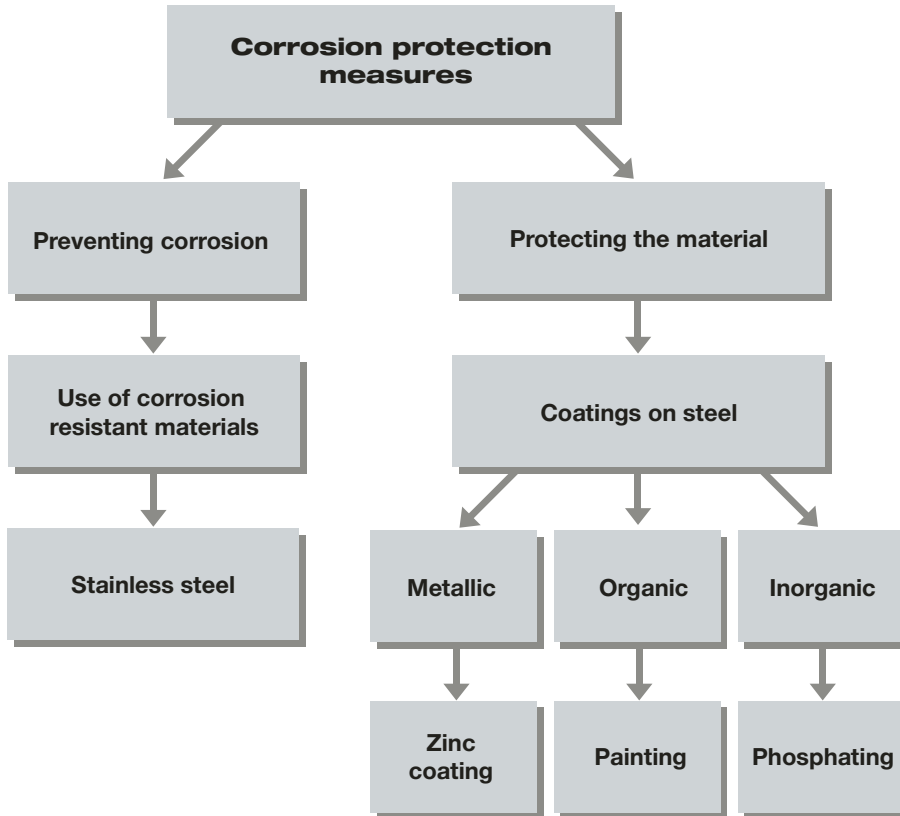 Corrosion protection
measures
Preventing corrosion
Protecting the material
Use of corrosion
resistant materials
Coatings on steel
Stainless steel
Metallic
Organic
Inorganic
Zinc
coating
Painting
Phosphating